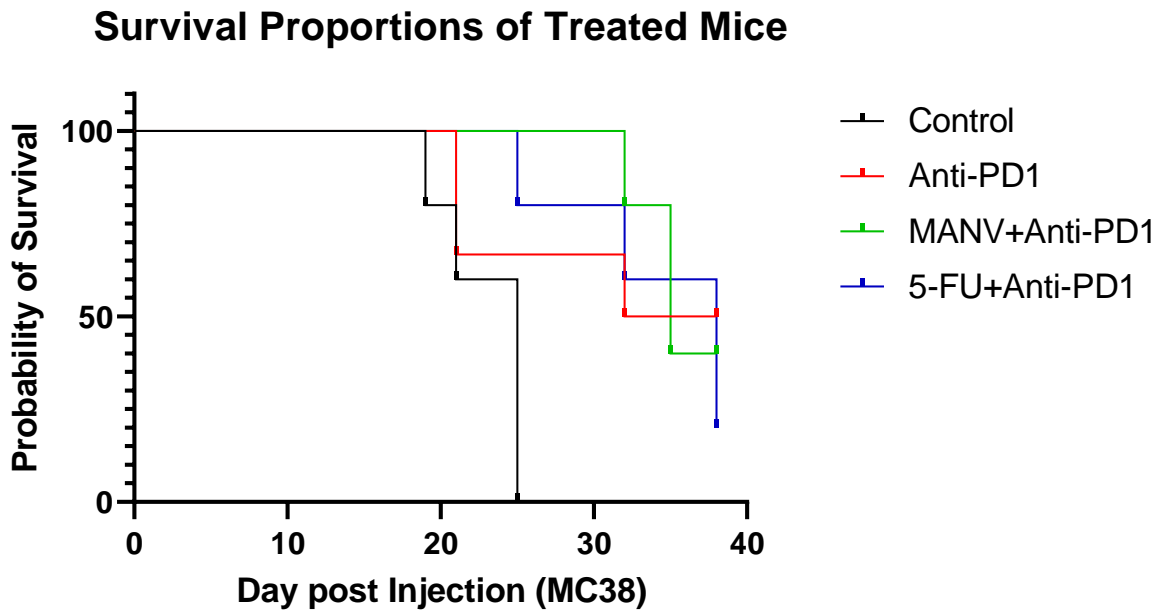 Survival Proportions of Treated Mice
Probability of Survival
100
50
0
0 10 20 30 40
Day post Injection (MC38)
Control
Anti-PD1
MANV+Anti-PD1
5-FU+Anti-PD1